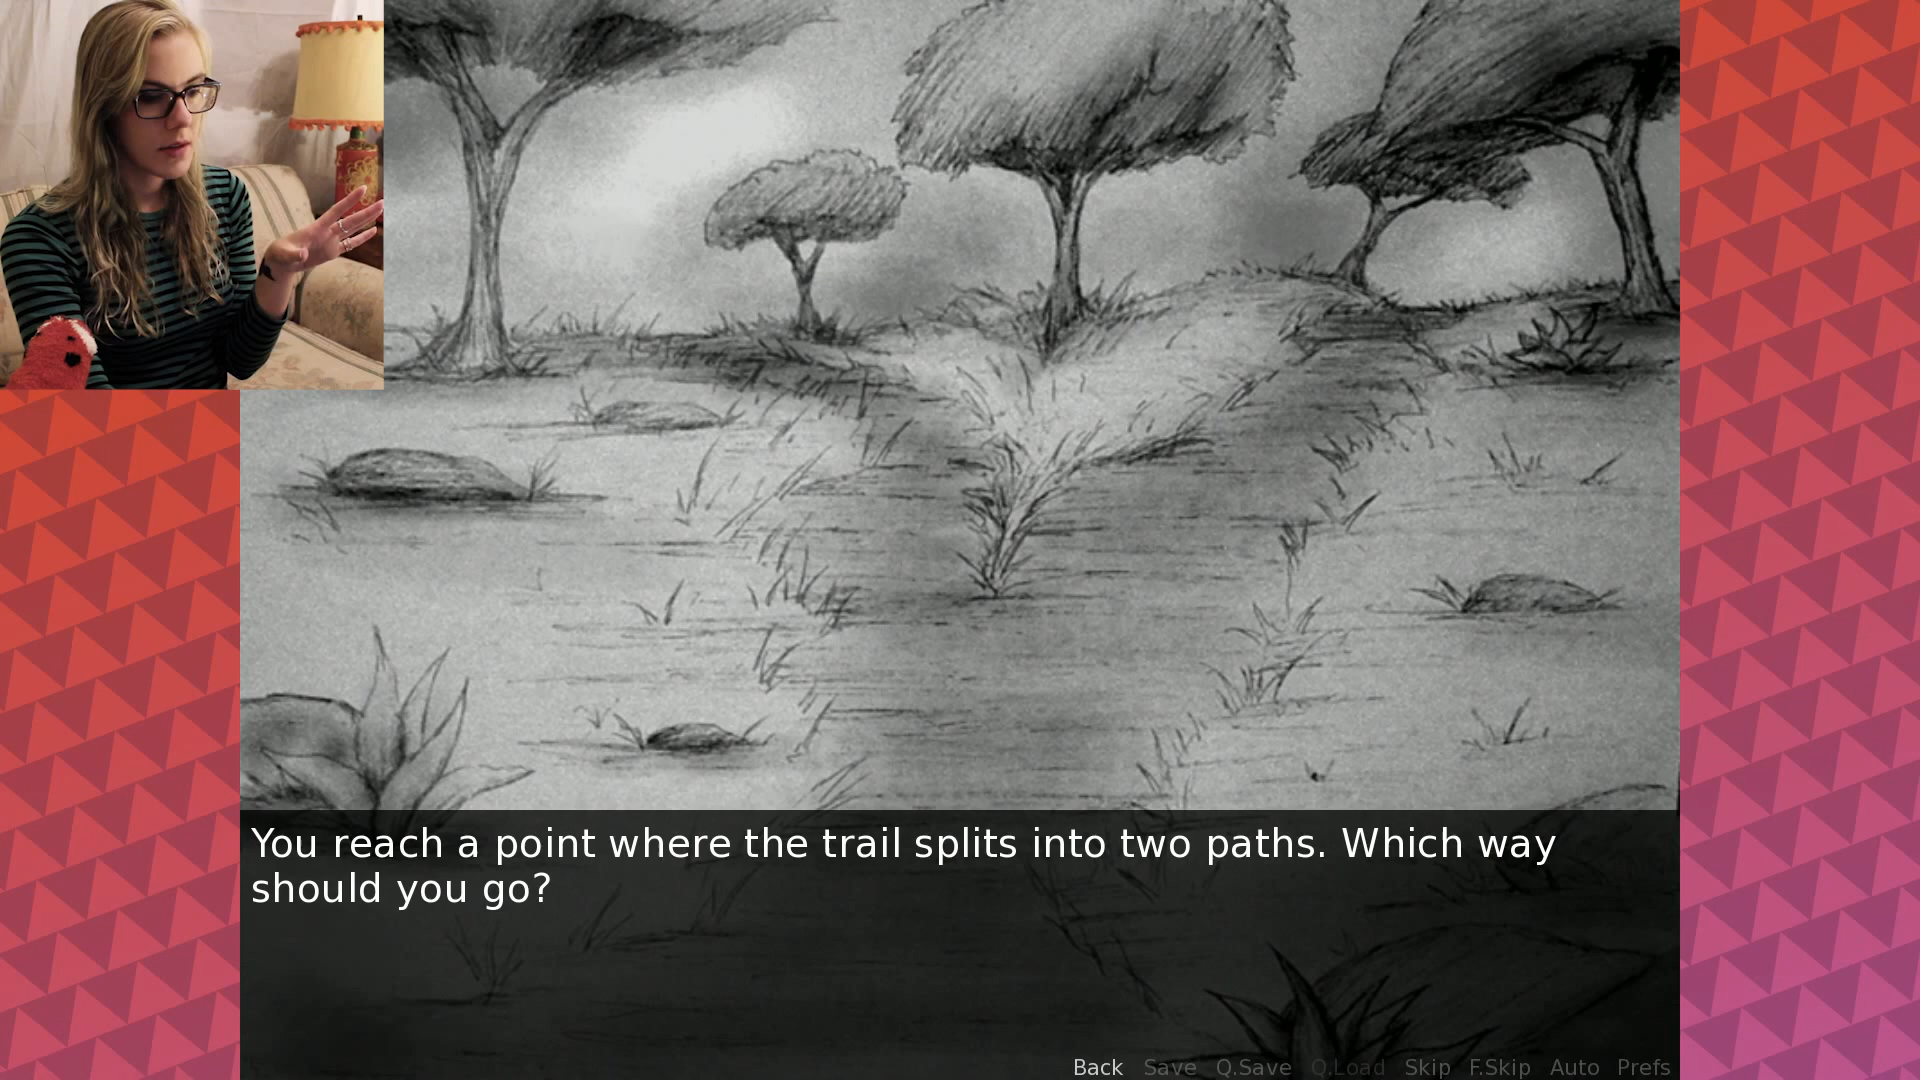 You reach a point where the trail splits into two paths. Which way
should you go?
Back Save Q.Save Q.Load Skip F.Skip Auto Prefs